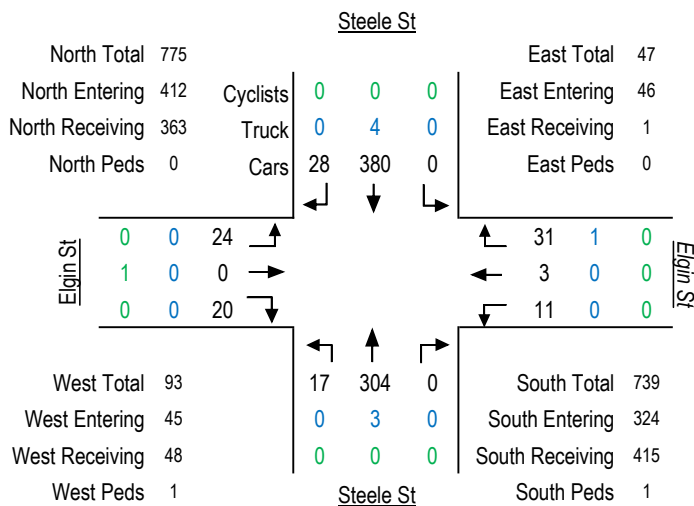 Steele St
North Total 775
North Entering 412
North Receiving 363
North Peds 0
East Total 47
East Entering 46
East Receiving 1
East Peds 0
Cyclists 0 0 0
Truck 0 4 0
Cars 28 380 0
Elgin St
0 0 24
1 0 0
0 0 20
31 1 0
3 0 0
11 0 0
Elgin St
West Total 93
West Entering 45
West Receiving 48
West Peds 1
17 304 0
0 3 0
0 0 0
South Total 739
South Entering 324
South Receiving 415
South Peds 1
Steele St